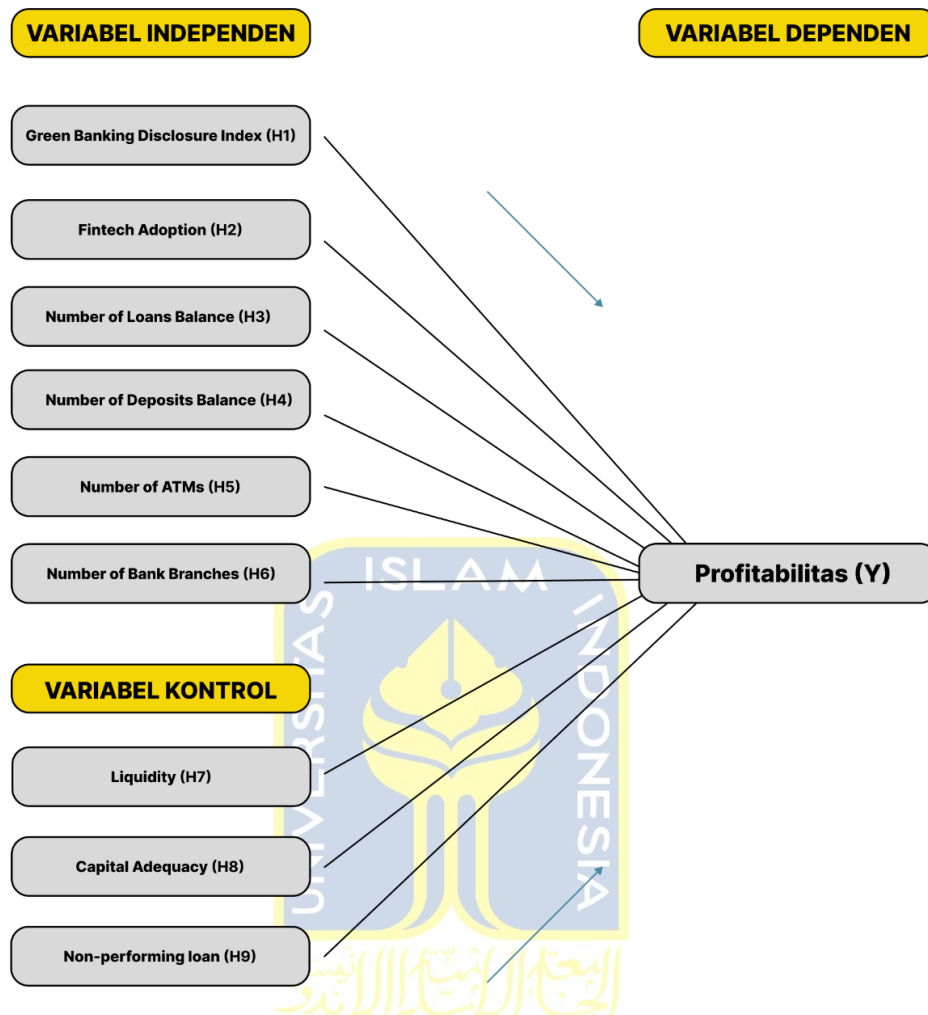 VARIABEL INDEPENDEN
VARIABEL DEPENDEN
Green Banking Disclosure Index (H1)
Fintech Adoption (H2)
Number of Loans Balance (H3)
Number of Deposits Balance (H4)
Number of ATMs (H5)
Number of Bank Branches (H6)
Profitabilitas (Y)
VARIABEL KONTROL
Liquidity (H7)
Capital Adequacy (H8)
Non-performing loan (H9)
UNIVERSITAS
ISLAM
INDONESIA